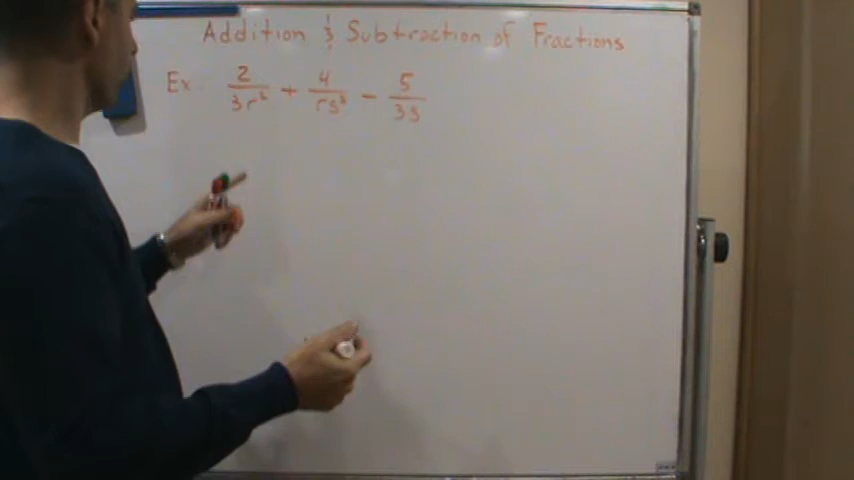 Addition & Subtraction of Fractions
Ex 2/3r² + 4/rs³ - 5/3s